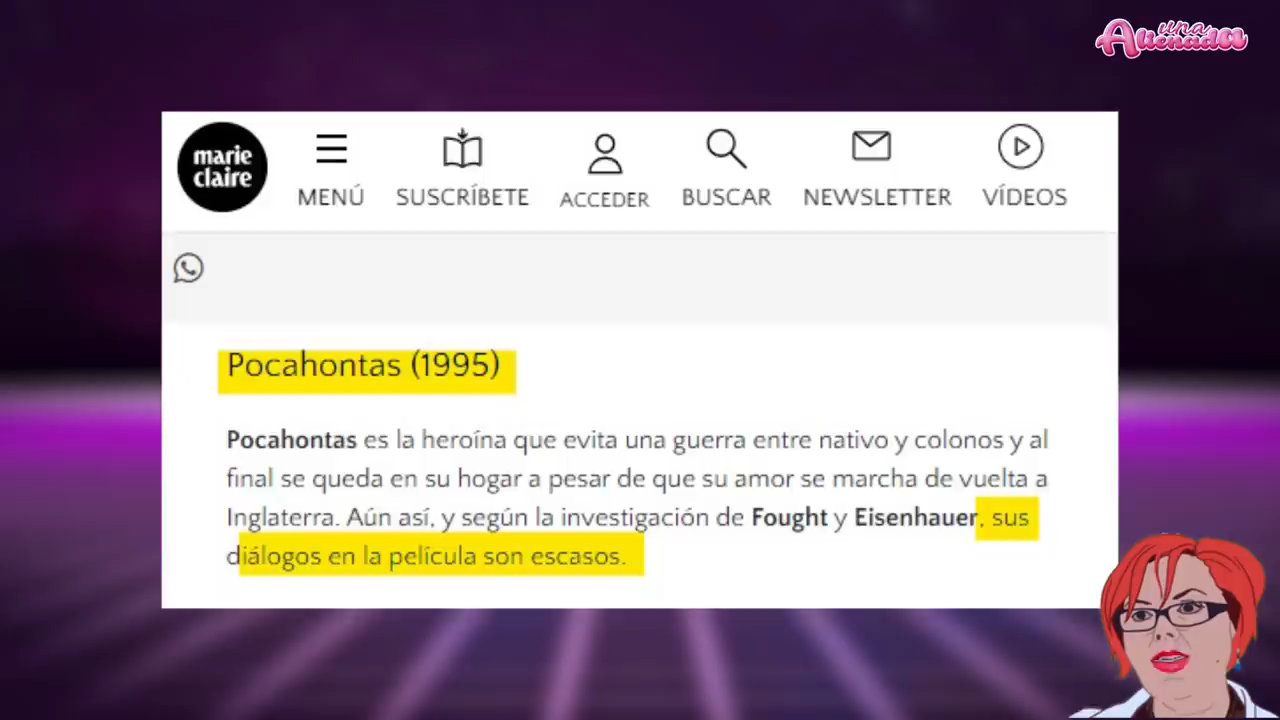 una
Alienada
marie
claire
MENÚ SUSCRÍBETE ACCEDER BUSCAR NEWSLETTER VÍDEOS
Pocahontas (1995)
Pocahontas es la heroína que evita una guerra entre nativo y colonos y al
final se queda en su hogar a pesar de que su amor se marcha de vuelta a
Inglaterra. Aún así, y según la investigación de Fought y Eisenhauer, sus
diálogos en la película son escasos.